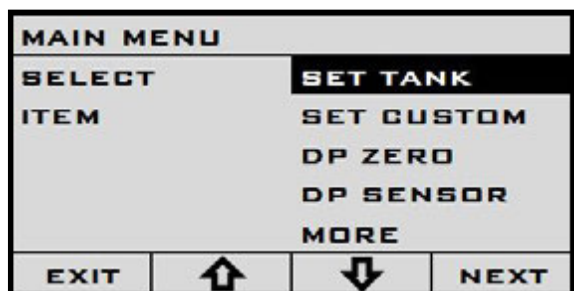 MAIN MENU
SELECT SET TANK
ITEM SET CUSTOM
DP ZERO
DP SENSOR
MORE
EXIT NEXT